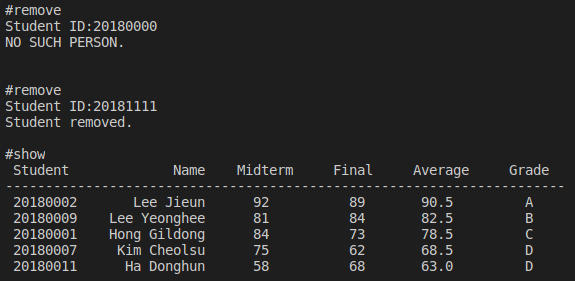 #remove
Student ID:20180000
NO SUCH PERSON.
#remove
Student ID:20181111
Student removed.
#show
Student Name Midterm Final Average Grade
----------------------------------------------------------------------
20180002 Lee Jieun 92 89 90.5 A
20180009 Lee Yeonghee 81 84 82.5 B
20180001 Hong Gildong 84 73 78.5 C
20180007 Kim Cheolsu 75 62 68.5 D
20180011 Ha Donghun 58 68 63.0 D